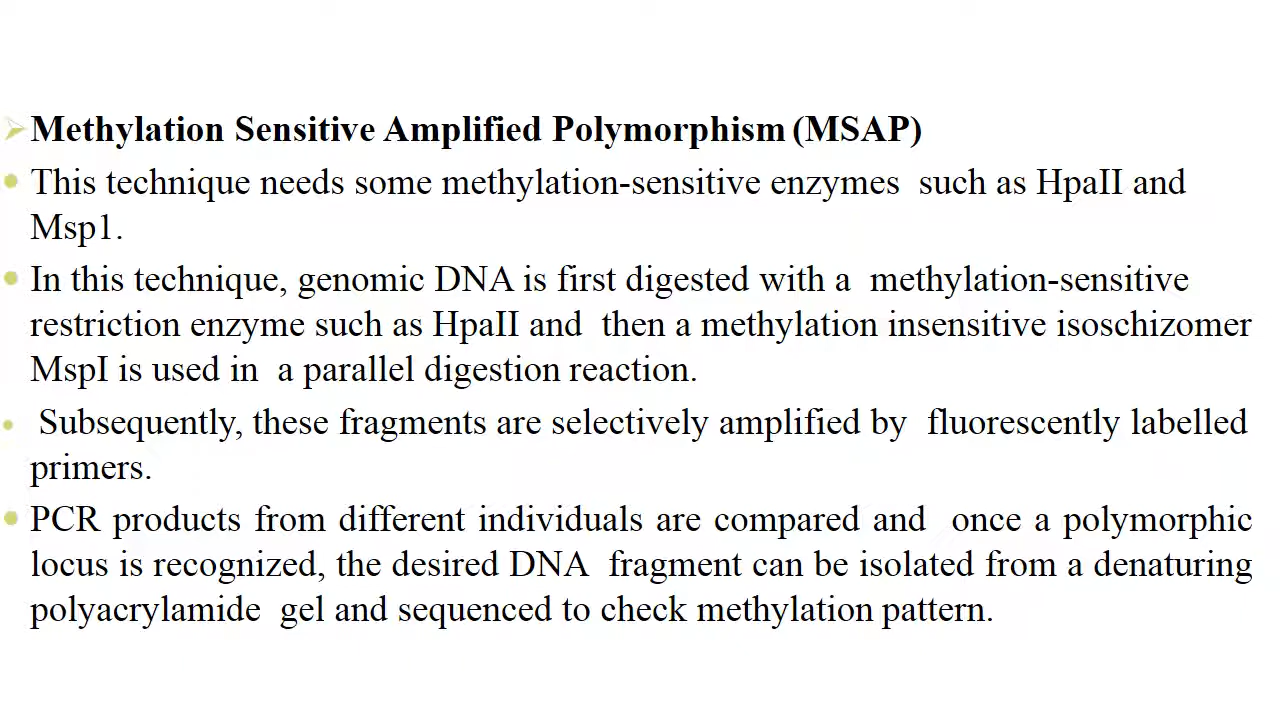 Methylation Sensitive Amplified Polymorphism (MSAP)
This technique needs some methylation-sensitive enzymes such as HpaII and
Msp1.
In this technique, genomic DNA is first digested with a methylation-sensitive
restriction enzyme such as HpaII and then a methylation insensitive isoschizomer
MspI is used in a parallel digestion reaction.
Subsequently, these fragments are selectively amplified by fluorescently labelled
primers.
PCR products from different individuals are compared and once a polymorphic
locus is recognized, the desired DNA fragment can be isolated from a denaturing
polyacrylamide gel and sequenced to check methylation pattern.